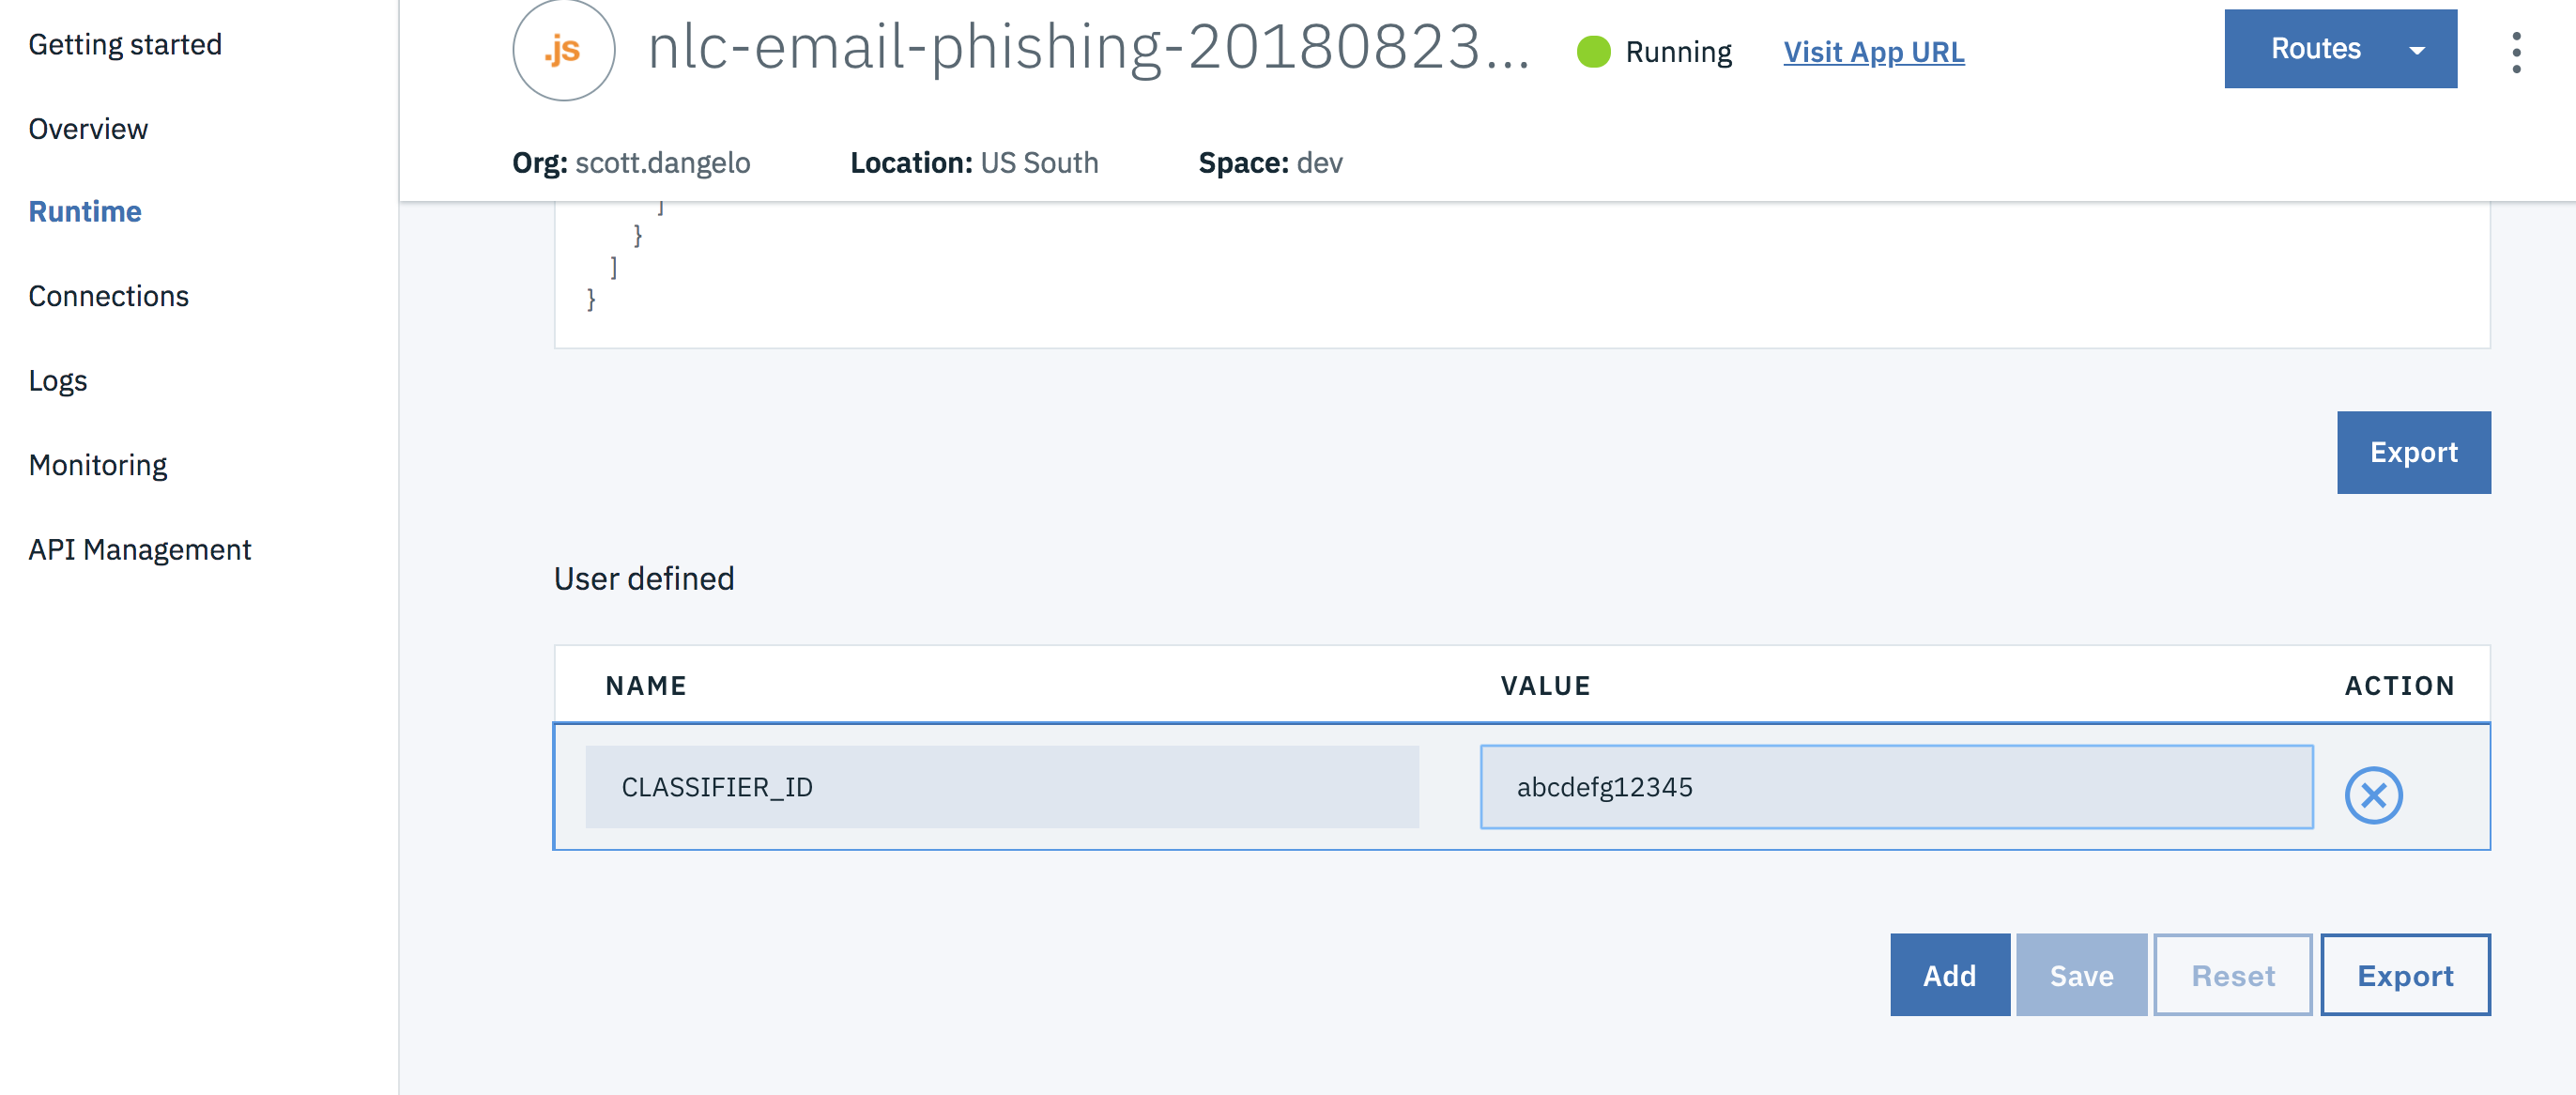 Getting started
Overview
Runtime
Connections
Logs
Monitoring
API Management
.js
nlc-email-phishing-20180823...
Running
Visit App URL
Routes
Org: scott.dangelo
Location: US South
Space: dev
]
}
]
}
Export
User defined
NAME VALUE ACTION
CLASSIFIER_ID abcdefg12345
Add Save Reset Export